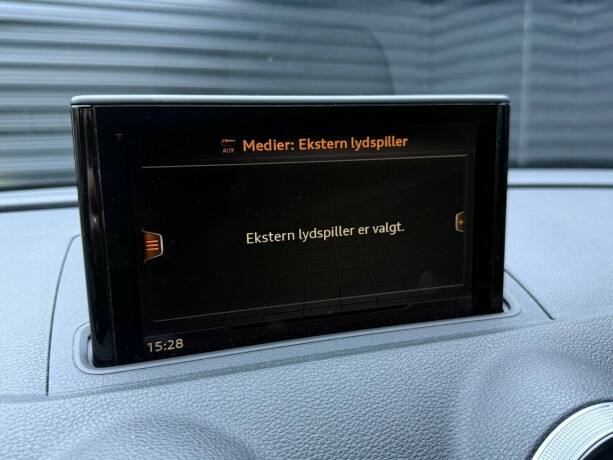 AUX Medier: Ekstern lydspiller
Ekstern lydspiller er valgt.
15:28